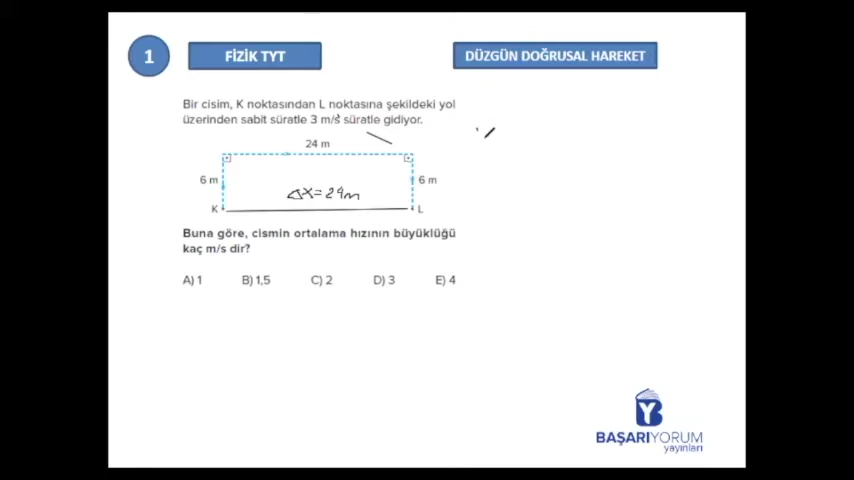 1
FİZİK TYT
DÜZGÜN DOĞRUSAL HAREKET
Bir cisim, K noktasından L noktasına şekildeki yol
üzerinden sabit süratle 3 m/s süratle gidiyor.
24 m
6 m
6 m
Δx=24m
K
L
Buna göre, cismin ortalama hızının büyüklüğü
kaç m/s dir?
A) 1 B) 1,5 C) 2 D) 3 E) 4
BAŞARIYORUM
yayınları